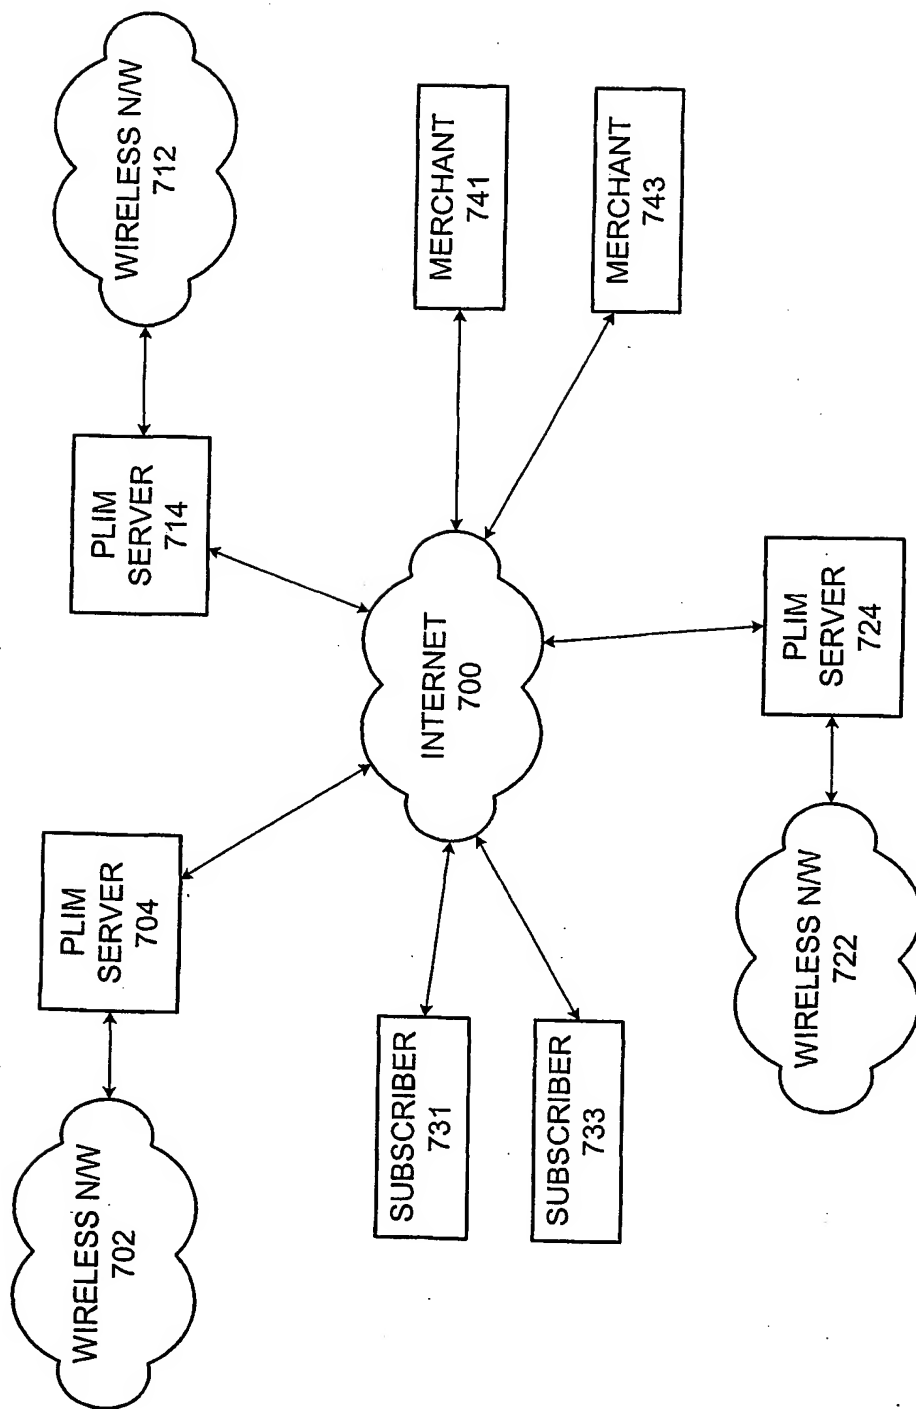 WIRELESS N/W
702
PLIM
SERVER
704
PLIM
SERVER
714
WIRELESS N/W
712
SUBSCRIBER
731
SUBSCRIBER
733
INTERNET
700
MERCHANT
741
MERCHANT
743
WIRELESS N/W
722
PLIM
SERVER
724